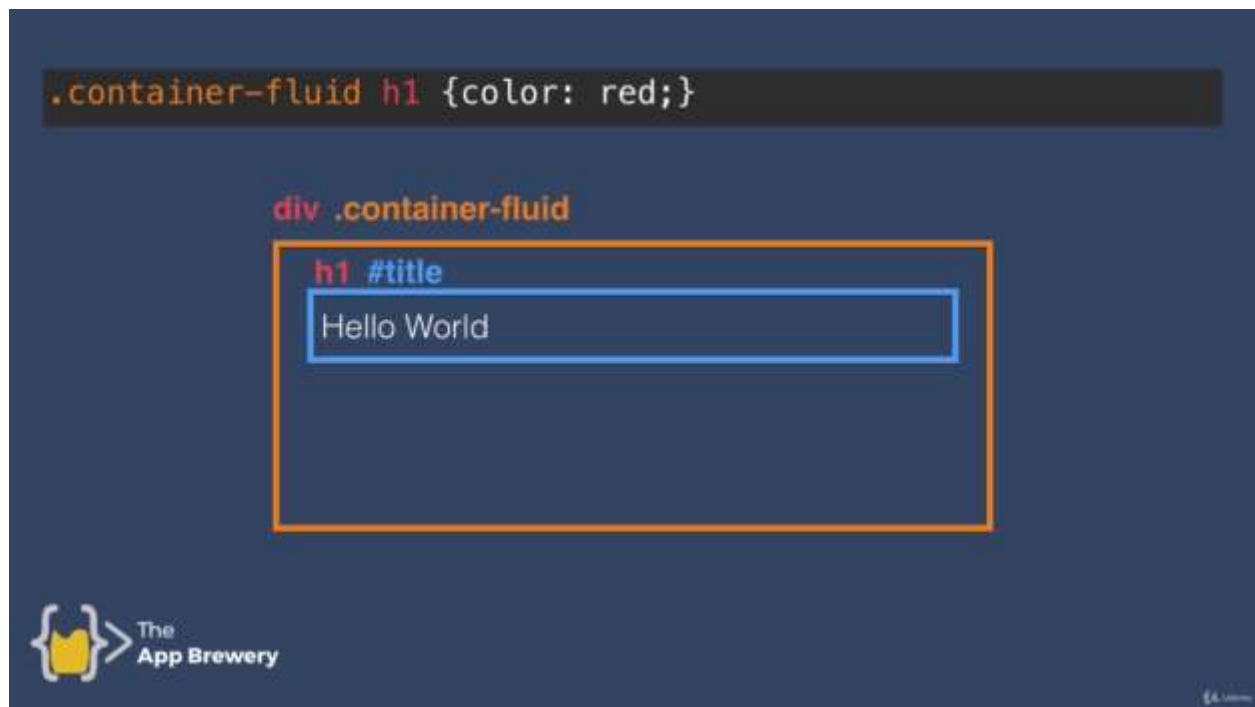 .container-fluid h1 {color: red;}
div .container-fluid
h1 #title
Hello World
The
App Brewery